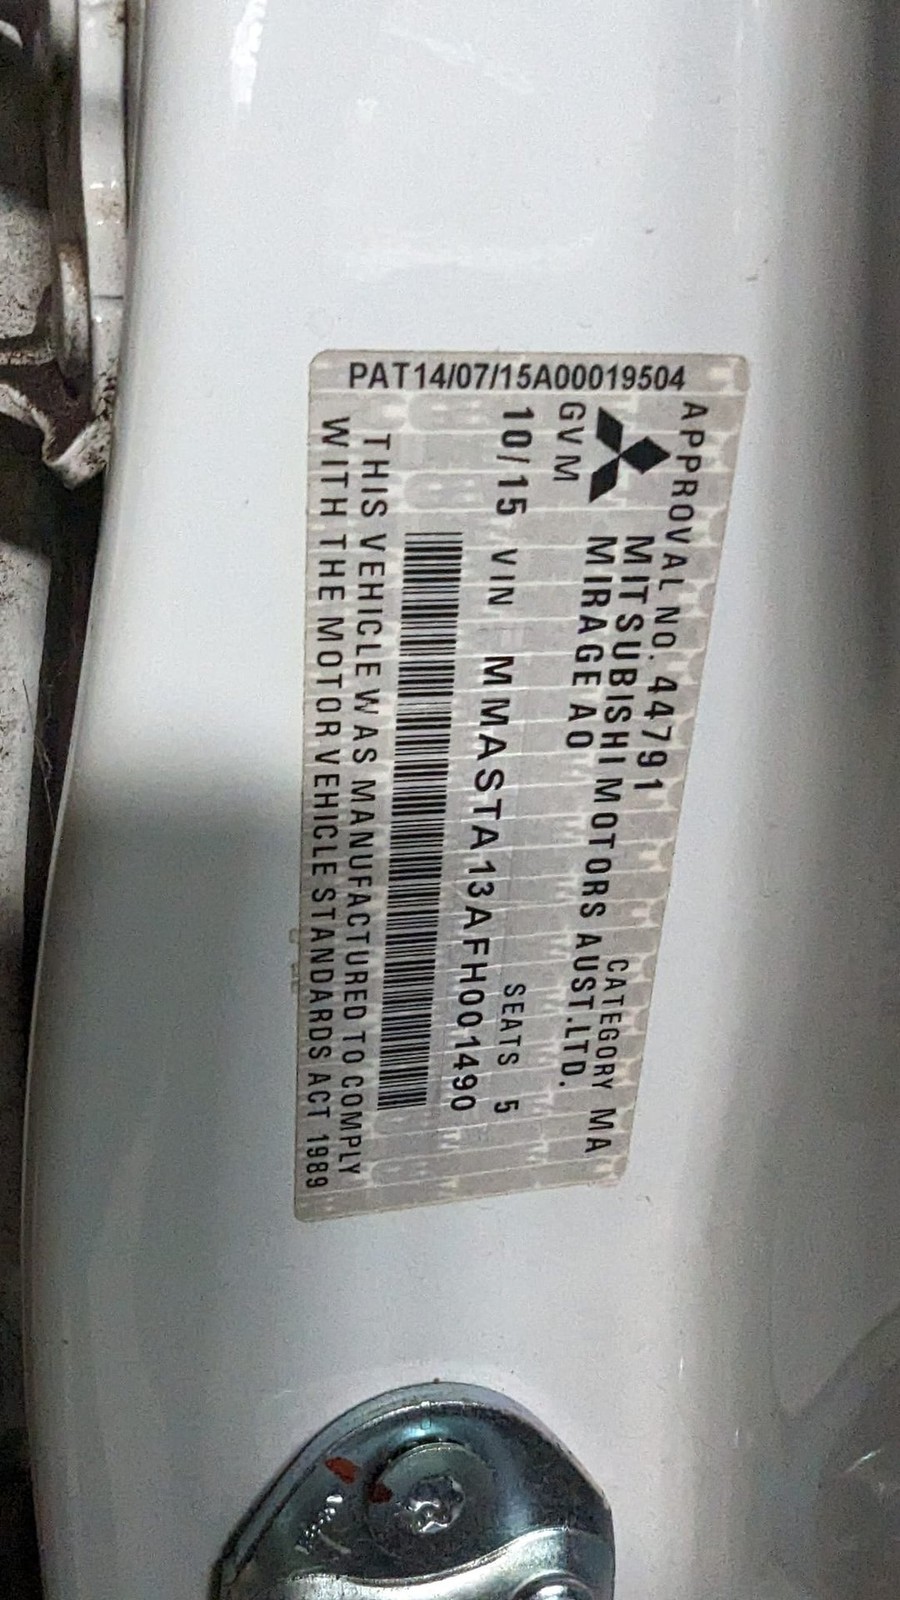 PAT14/07/15A00019504
APPROVAL NO. 44791 CATEGORY MA
MITSUBISHI MOTORS AUST.LTD.
MIRAGE AO
GVM SEATS 5
10/15 VIN MMASTA13AFH001490
THIS VEHICLE WAS MANUFACTURED TO COMPLY
WITH THE MOTOR VEHICLE STANDARDS ACT 1989